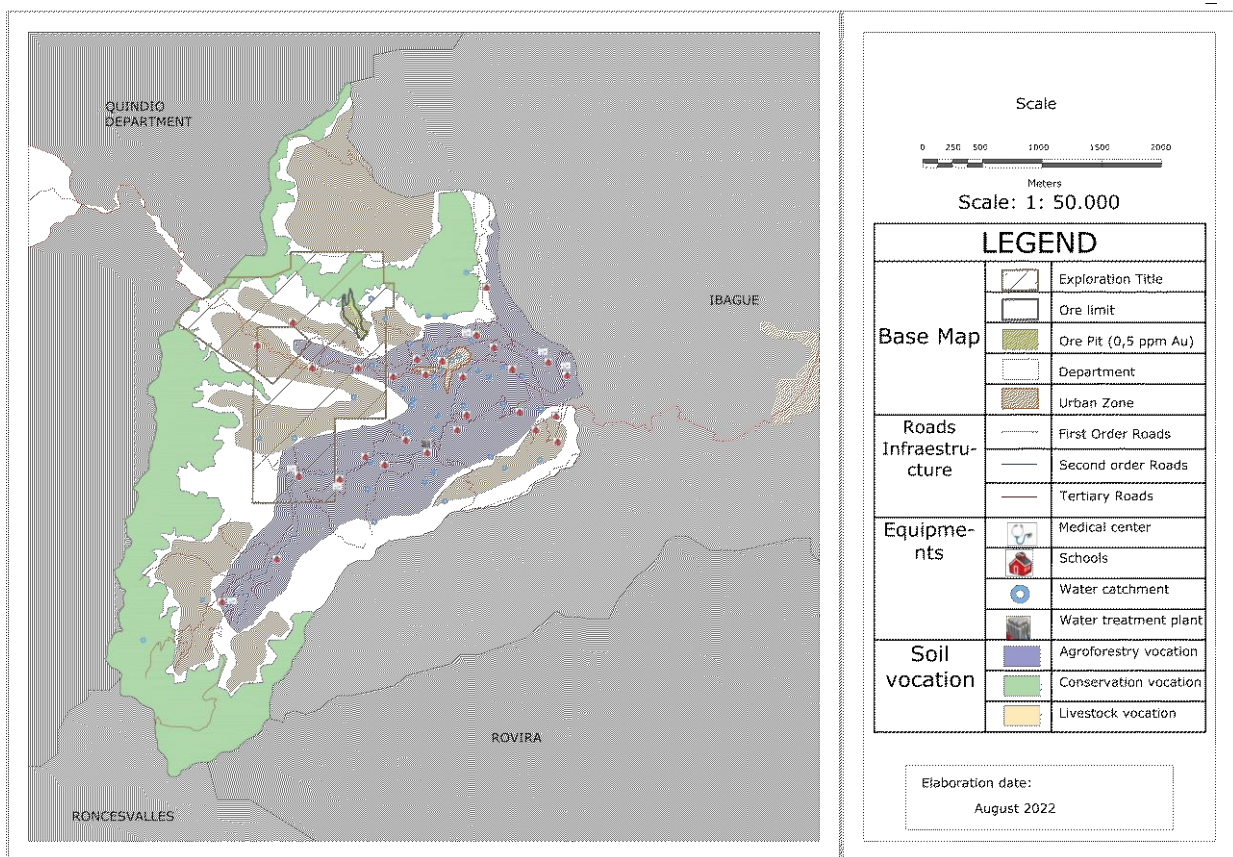 QUINDIO
DEPARTMENT
IBAGUE
ROVIRA
RONCESVALLES
Scale
0 250 500 1000 1500 2000
Meters
Scale: 1: 50.000
LEGEND
Base Map
Exploration Title
Ore limit
Ore Pit (0,5 ppm Au)
Department
Urban Zone
Roads
Infraestru-
cture
First Order Roads
Second order Roads
Tertiary Roads
Equipme-
nts
Medical center
Schools
Water catchment
Water treatment plant
Soil
vocation
Agroforestry vocation
Conservation vocation
Livestock vocation
Elaboration date:
August 2022